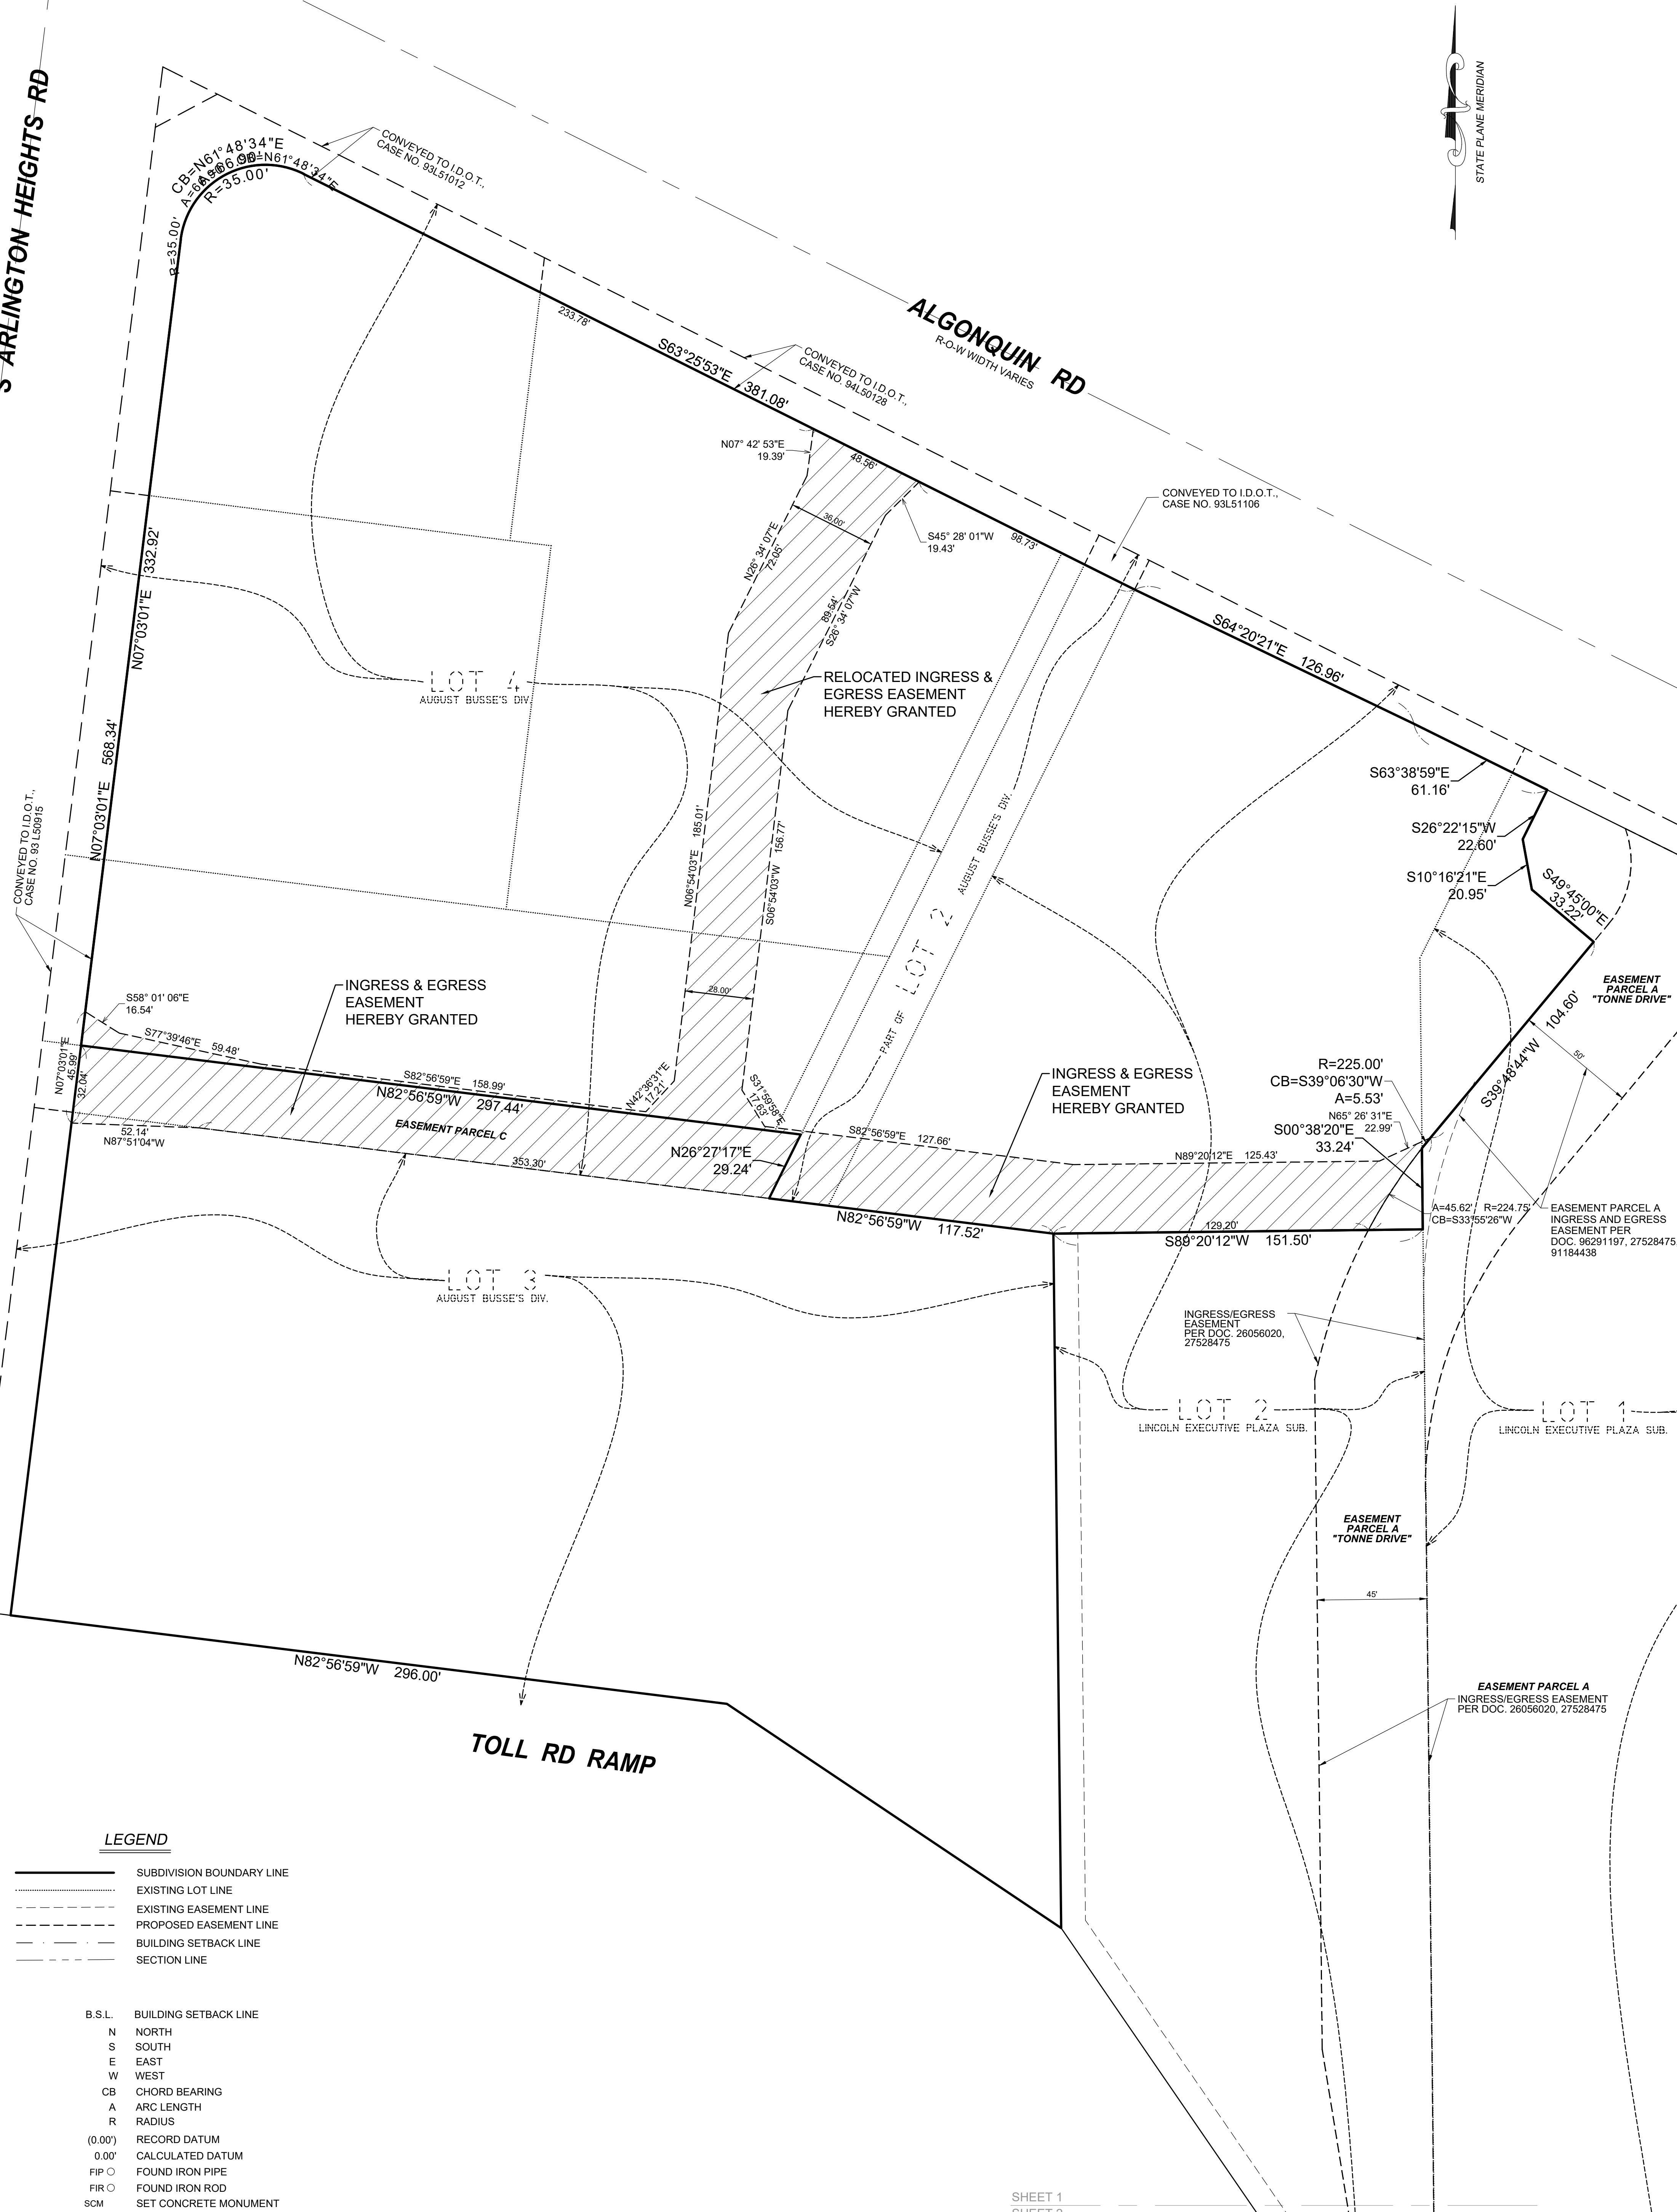 S ARLINGTON HEIGHTS RD
STATE PLANE MERIDIAN
CONVEYED TO I.D.O.T.,
CASE NO. 93L51012
CB=N61°48'34"E
A=66.90'
R=35.00'
CB=N61°48'34"E
R=35.00'
ALGONQUIN RD
R-O-W WIDTH VARIES
233.78'
S63°25'53"E 381.08'
CONVEYED TO I.D.O.T.,
CASE NO. 94L50128
N07° 42' 53"E
19.39'
48.56'
36.00'
CONVEYED TO I.D.O.T.,
CASE NO. 93L51106
S45° 28' 01"W
19.43'
98.73'
N26° 34' 07"E
72.05'
89.54'
S26° 34' 07"W
N07°03'01"E 332.92'
S64°20'21"E 126.96'
LOT 4
AUGUST BUSSE'S DIV.
RELOCATED INGRESS &
EGRESS EASEMENT
HEREBY GRANTED
N07°03'01"E 568.34'
S63°38'59"E
61.16'
S26°22'15"W
22.60'
S10°16'21"E
20.95'
S49°45'00"E
33.22'
CONVEYED TO I.D.O.T.,
CASE NO. 93 L50915
N06°54'03"E 185.01'
S06°54'03"W 156.77'
PART OF LOT 2 AUGUST BUSSE'S DIV.
28.00'
EASEMENT
PARCEL A
"TONNE DRIVE"
S58° 01' 06"E
16.54'
INGRESS & EGRESS
EASEMENT
HEREBY GRANTED
S77°39'46"E 59.48'
N07°03'01"E
45.99'
32.04'
S82°56'59"E 158.99'
N82°56'59"W 297.44'
N42°36'31"E
17.21'
S31°59'58"E
17.63'
INGRESS & EGRESS
EASEMENT
HEREBY GRANTED
R=225.00'
CB=S39°06'30"W
A=5.53'
N65° 26' 31"E
22.99'
S00°38'20"E
33.24'
S39°48'44"W 104.60'
50'
52.14'
N87°51'04"W
EASEMENT PARCEL C
353.30'
N26°27'17"E
29.24'
S82°56'59"E 127.66'
N89°20'12"E 125.43'
N82°56'59"W 117.52'
129.20'
S89°20'12"W 151.50'
A=45.62' R=224.75'
CB=S33°55'26"W
EASEMENT PARCEL A
INGRESS AND EGRESS
EASEMENT PER
DOC. 96291197, 27528475
91184438
LOT 3
AUGUST BUSSE'S DIV.
INGRESS/EGRESS
EASEMENT
PER DOC. 26056020,
27528475
LOT 2
LINCOLN EXECUTIVE PLAZA SUB.
LOT 1
LINCOLN EXECUTIVE PLAZA SUB.
EASEMENT
PARCEL A
"TONNE DRIVE"
45'
N82°56'59"W 296.00'
TOLL RD RAMP
EASEMENT PARCEL A
INGRESS/EGRESS EASEMENT
PER DOC. 26056020, 27528475
LEGEND
SUBDIVISION BOUNDARY LINE
EXISTING LOT LINE
EXISTING EASEMENT LINE
PROPOSED EASEMENT LINE
BUILDING SETBACK LINE
SECTION LINE
B.S.L. BUILDING SETBACK LINE
N NORTH
S SOUTH
E EAST
W WEST
CB CHORD BEARING
A ARC LENGTH
R RADIUS
(0.00') RECORD DATUM
0.00' CALCULATED DATUM
FIP FOUND IRON PIPE
FIR FOUND IRON ROD
SCM SET CONCRETE MONUMENT
SHEET 1